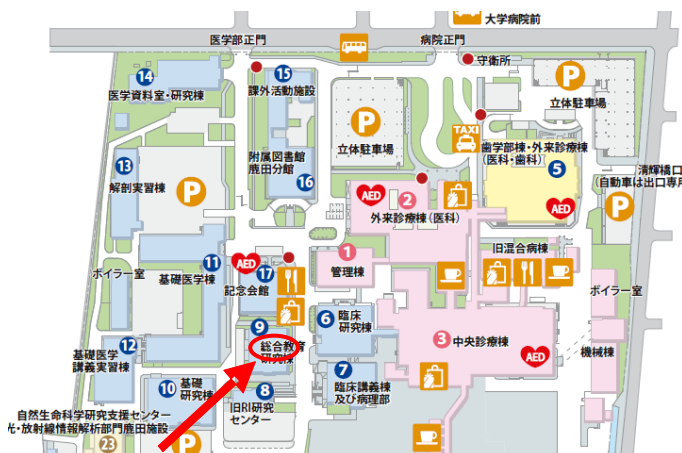 大学病院前
医学部正門
病院正門
守衛所
14
医学資料室・研究棟
15
課外活動施設
P
立体駐車場
P
立体駐車場
TAXI
歯学部棟・外来診療棟
(医科・歯科)
5
AED
清輝橋口
(自動車は出口専用
P
13
解剖実習棟
P
附属図書館
鹿田分館
16
AED
2
外来診療棟(医科)
1
管理棟
旧混合病棟
ボイラー室
11
基礎医学棟
AED
17
記念会館
ボイラー室
6
臨床
研究棟
3
中央診療棟
AED
機械棟
9
総合教育
研究棟
12
基礎医学
講義実習棟
10
基礎
研究棟
8
旧RI研究
センター
7
臨床講義棟
及び病理部
自然生命科学研究支援センター
光・放射線情報解析部門鹿田施設
23
P